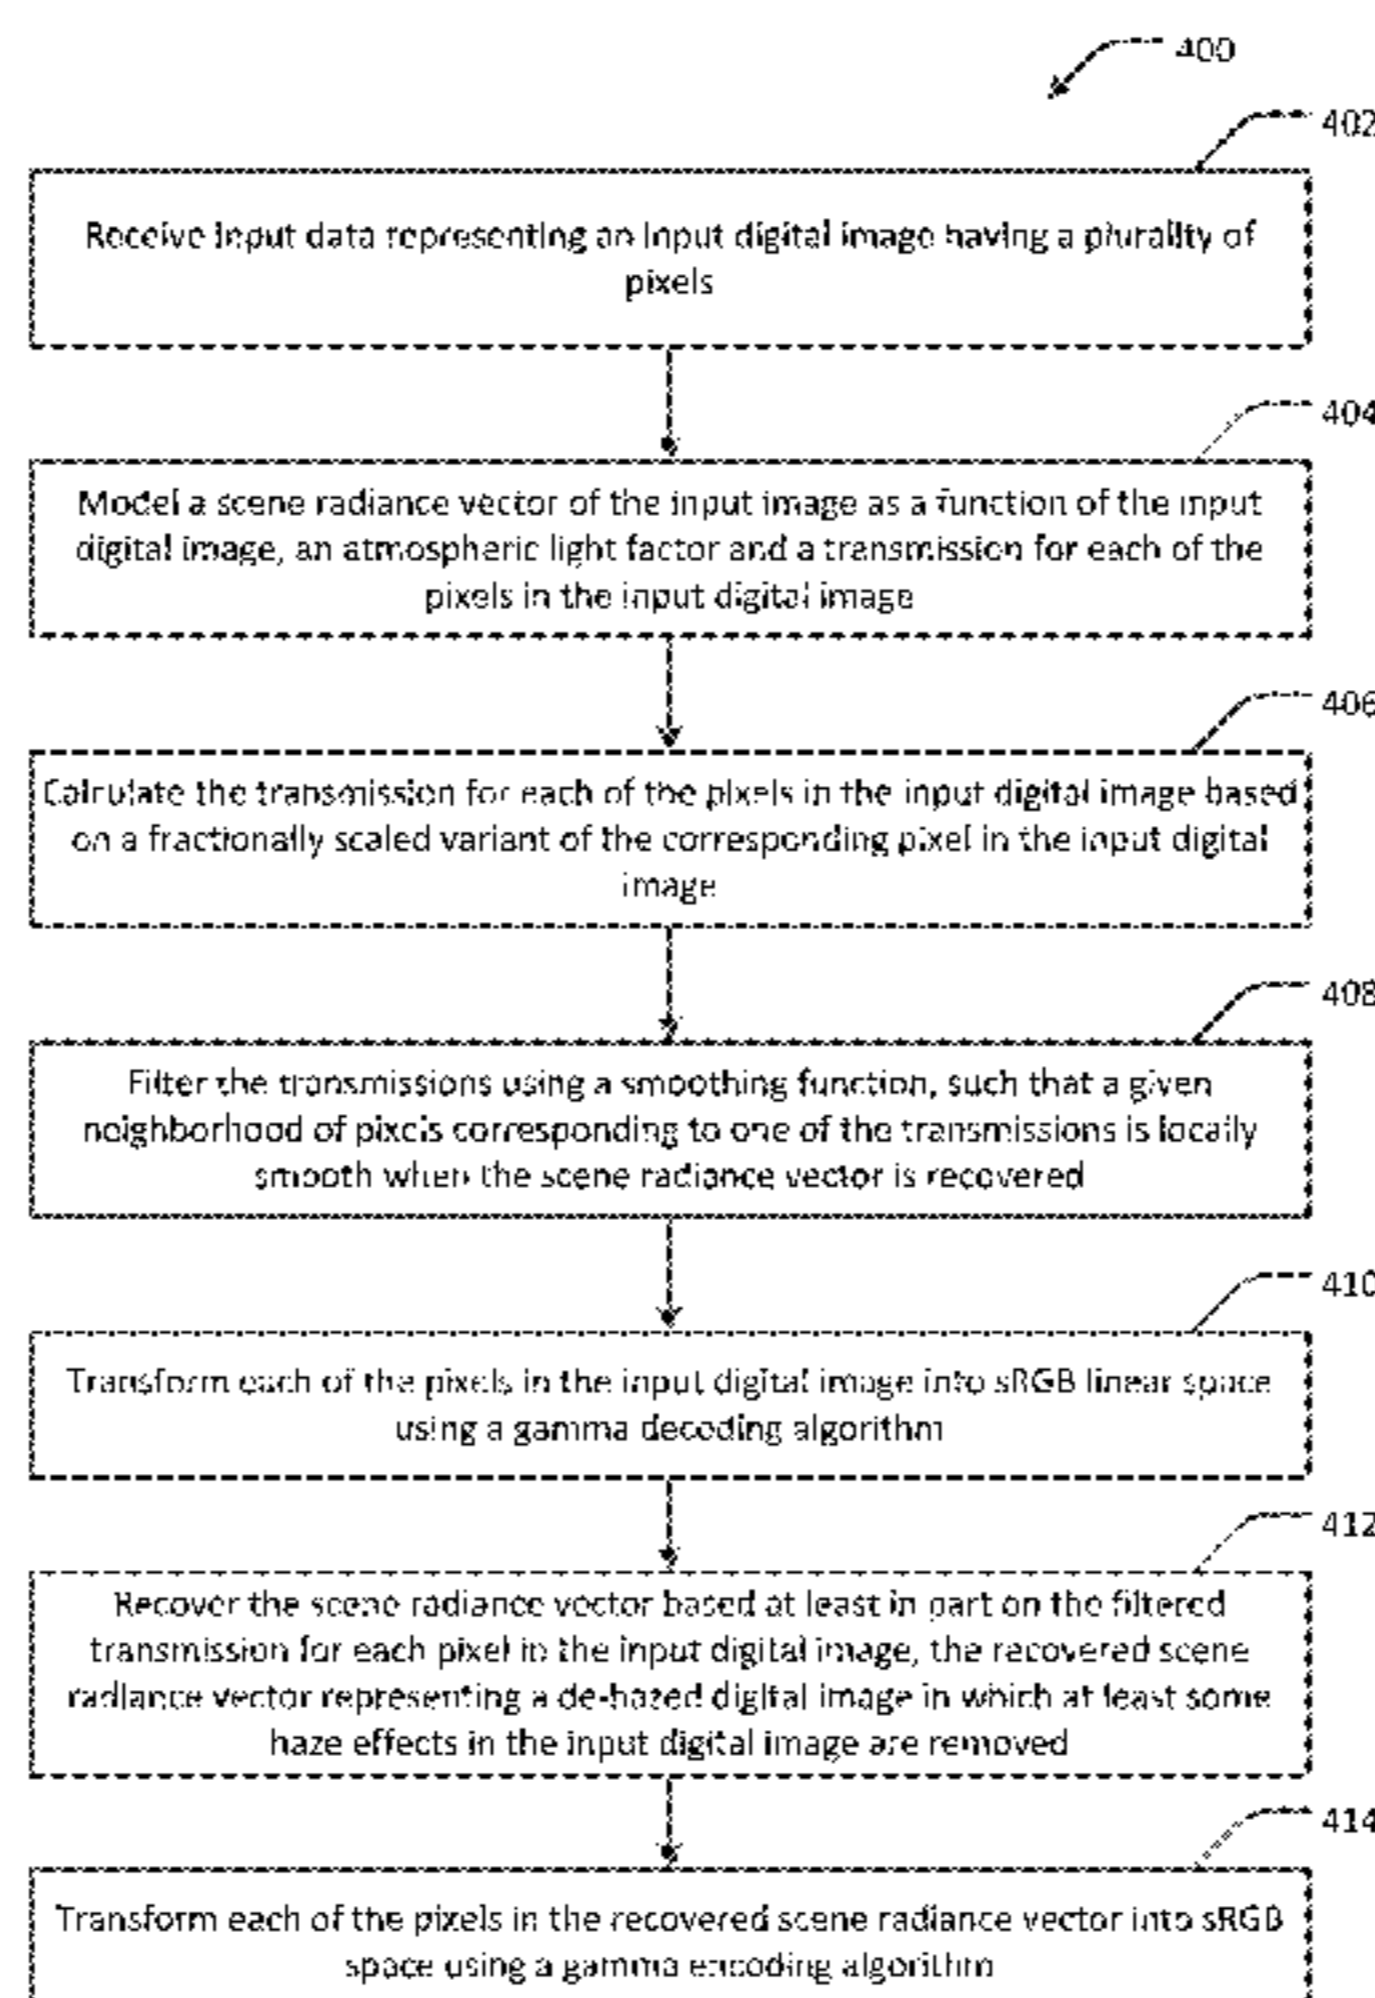 400
402
Receive input data representing an input digital image having a plurality of
pixels
404
Model a scene radiance vector of the input image as a function of the input
digital image, an atmospheric light factor and a transmission for each of the
pixels in the input digital image
406
Calculate the transmission for each of the pixels in the input digital image based
on a fractionally scaled variant of the corresponding pixel in the input digital
image
408
Filter the transmissions using a smoothing function, such that a given
neighborhood of pixels corresponding to one of the transmissions is locally
smooth when the scene radiance vector is recovered
410
Transform each of the pixels in the input digital image into sRGB linear space
using a gamma decoding algorithm
412
Recover the scene radiance vector based at least in part on the filtered
transmission for each pixel in the input digital image, the recovered scene
radiance vector representing a de-hazed digital image in which at least some
haze effects in the input digital image are removed
414
Transform each of the pixels in the recovered scene radiance vector into sRGB
space using a gamma encoding algorithm